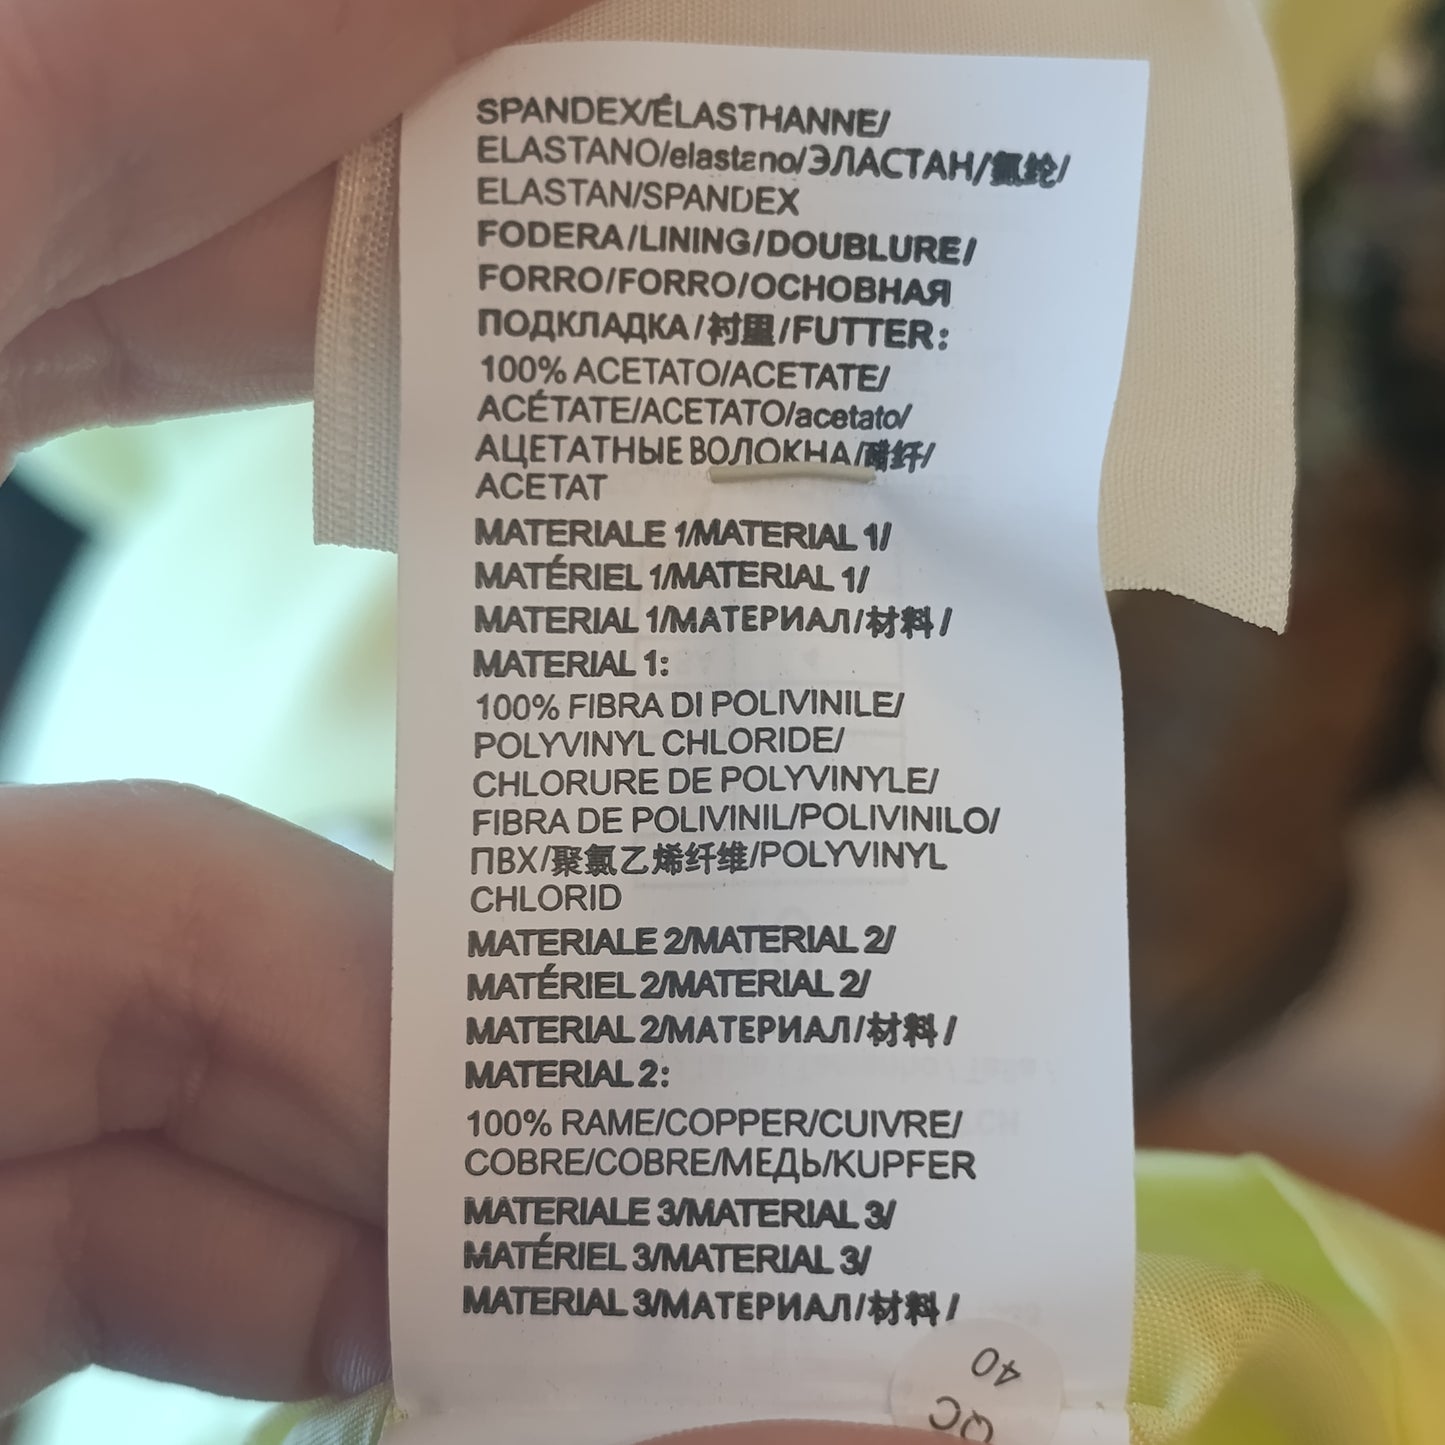 SPANDEX/ÉLASTHANNE/
ELASTANO/elastano/ЭЛАСТАН/氨纶/
ELASTAN/SPANDEX
FODERA/LINING/DOUBLURE/
FORRO/FORRO/ОСНОВНАЯ
ПОДКЛАДКА/衬里/FUTTER:
100% ACETATO/ACETATE/
ACÉTATE/ACETATO/acetato/
АЦЕТАТНЫЕ ВОЛОКНА/醋纤/
ACETAT
MATERIALE 1/MATERIAL 1/
MATÉRIEL 1/MATERIAL 1/
MATERIAL 1/МАТЕРИАЛ/材料/
MATERIAL 1:
100% FIBRA DI POLIVINILE/
POLYVINYL CHLORIDE/
CHLORURE DE POLYVINYLE/
FIBRA DE POLIVINIL/POLIVINILO/
ПВХ/聚氯乙烯纤维/POLYVINYL
CHLORID
MATERIALE 2/MATERIAL 2/
MATÉRIEL 2/MATERIAL 2/
MATERIAL 2/МАТЕРИАЛ/材料/
MATERIAL 2:
100% RAME/COPPER/CUIVRE/
COBRE/COBRE/МЕДЬ/KUPFER
MATERIALE 3/MATERIAL 3/
MATÉRIEL 3/MATERIAL 3/
MATERIAL 3/МАТЕРИАЛ/材料/
QC
40